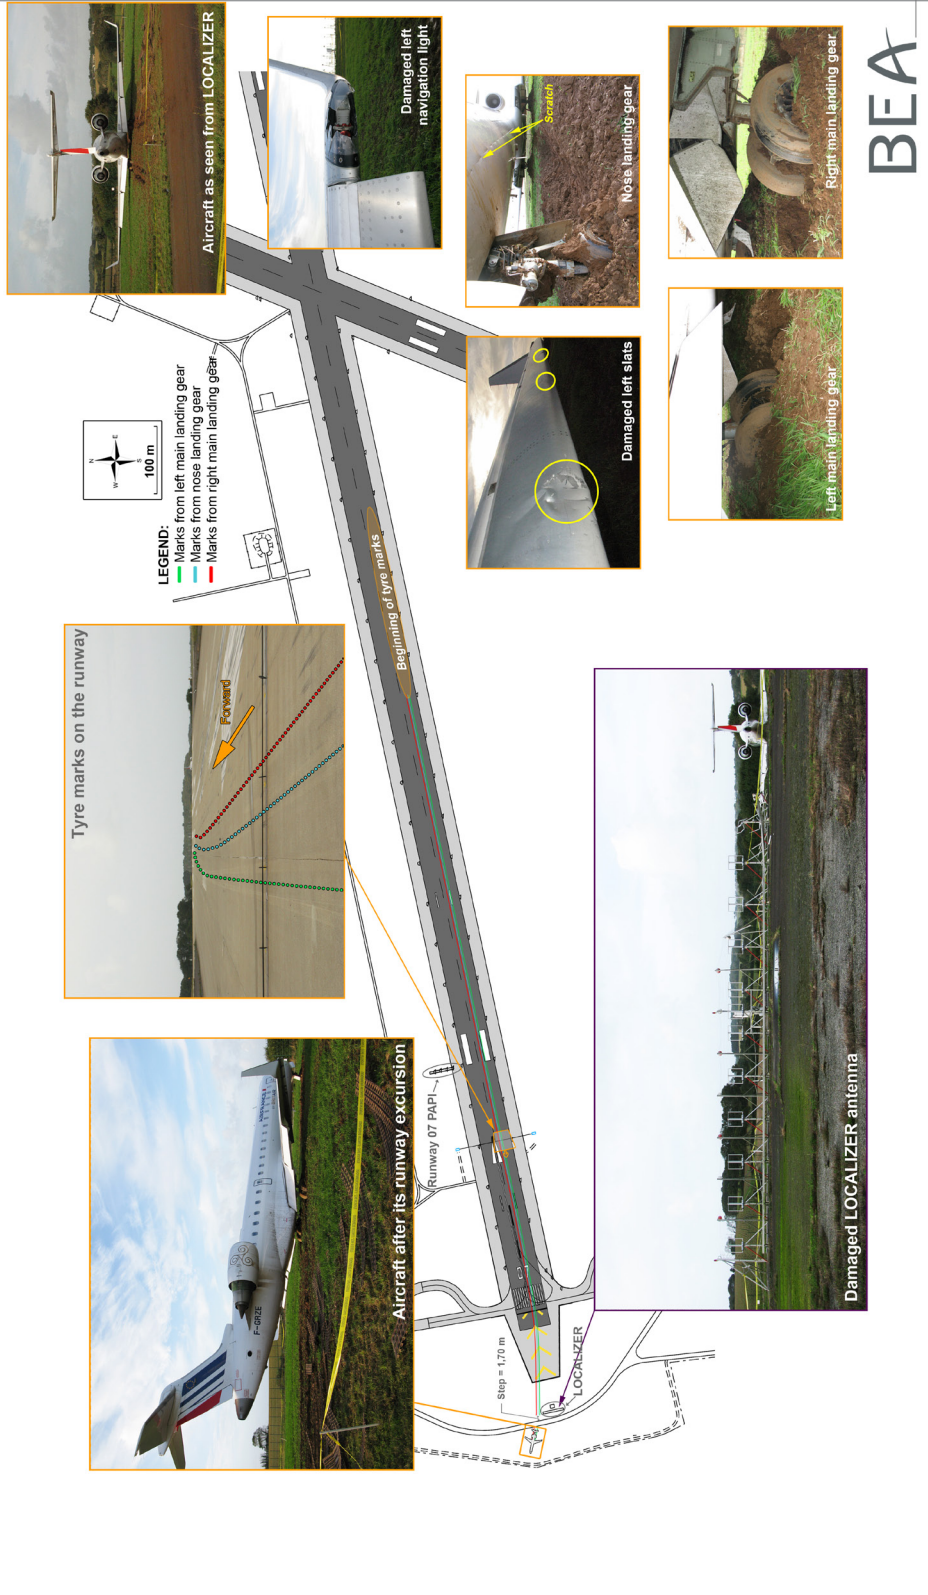 BEA
Aircraft as seen from LOCALIZER
Damaged left
navigation light
Scratch
Nose landing gear
Right main landing gear
Damaged left slats
Left main landing gear
N
W
E
S
100 m
LEGEND:
Marks from left main landing gear
Marks from nose landing gear
Marks from right main landing gear
Beginning of tyre marks
Tyre marks on the runway
Forward
Aircraft after its runway excursion
F-GRZE
Runway 07 PAPI
Step = 1,70 m
LOCALIZER
Damaged LOCALIZER antenna